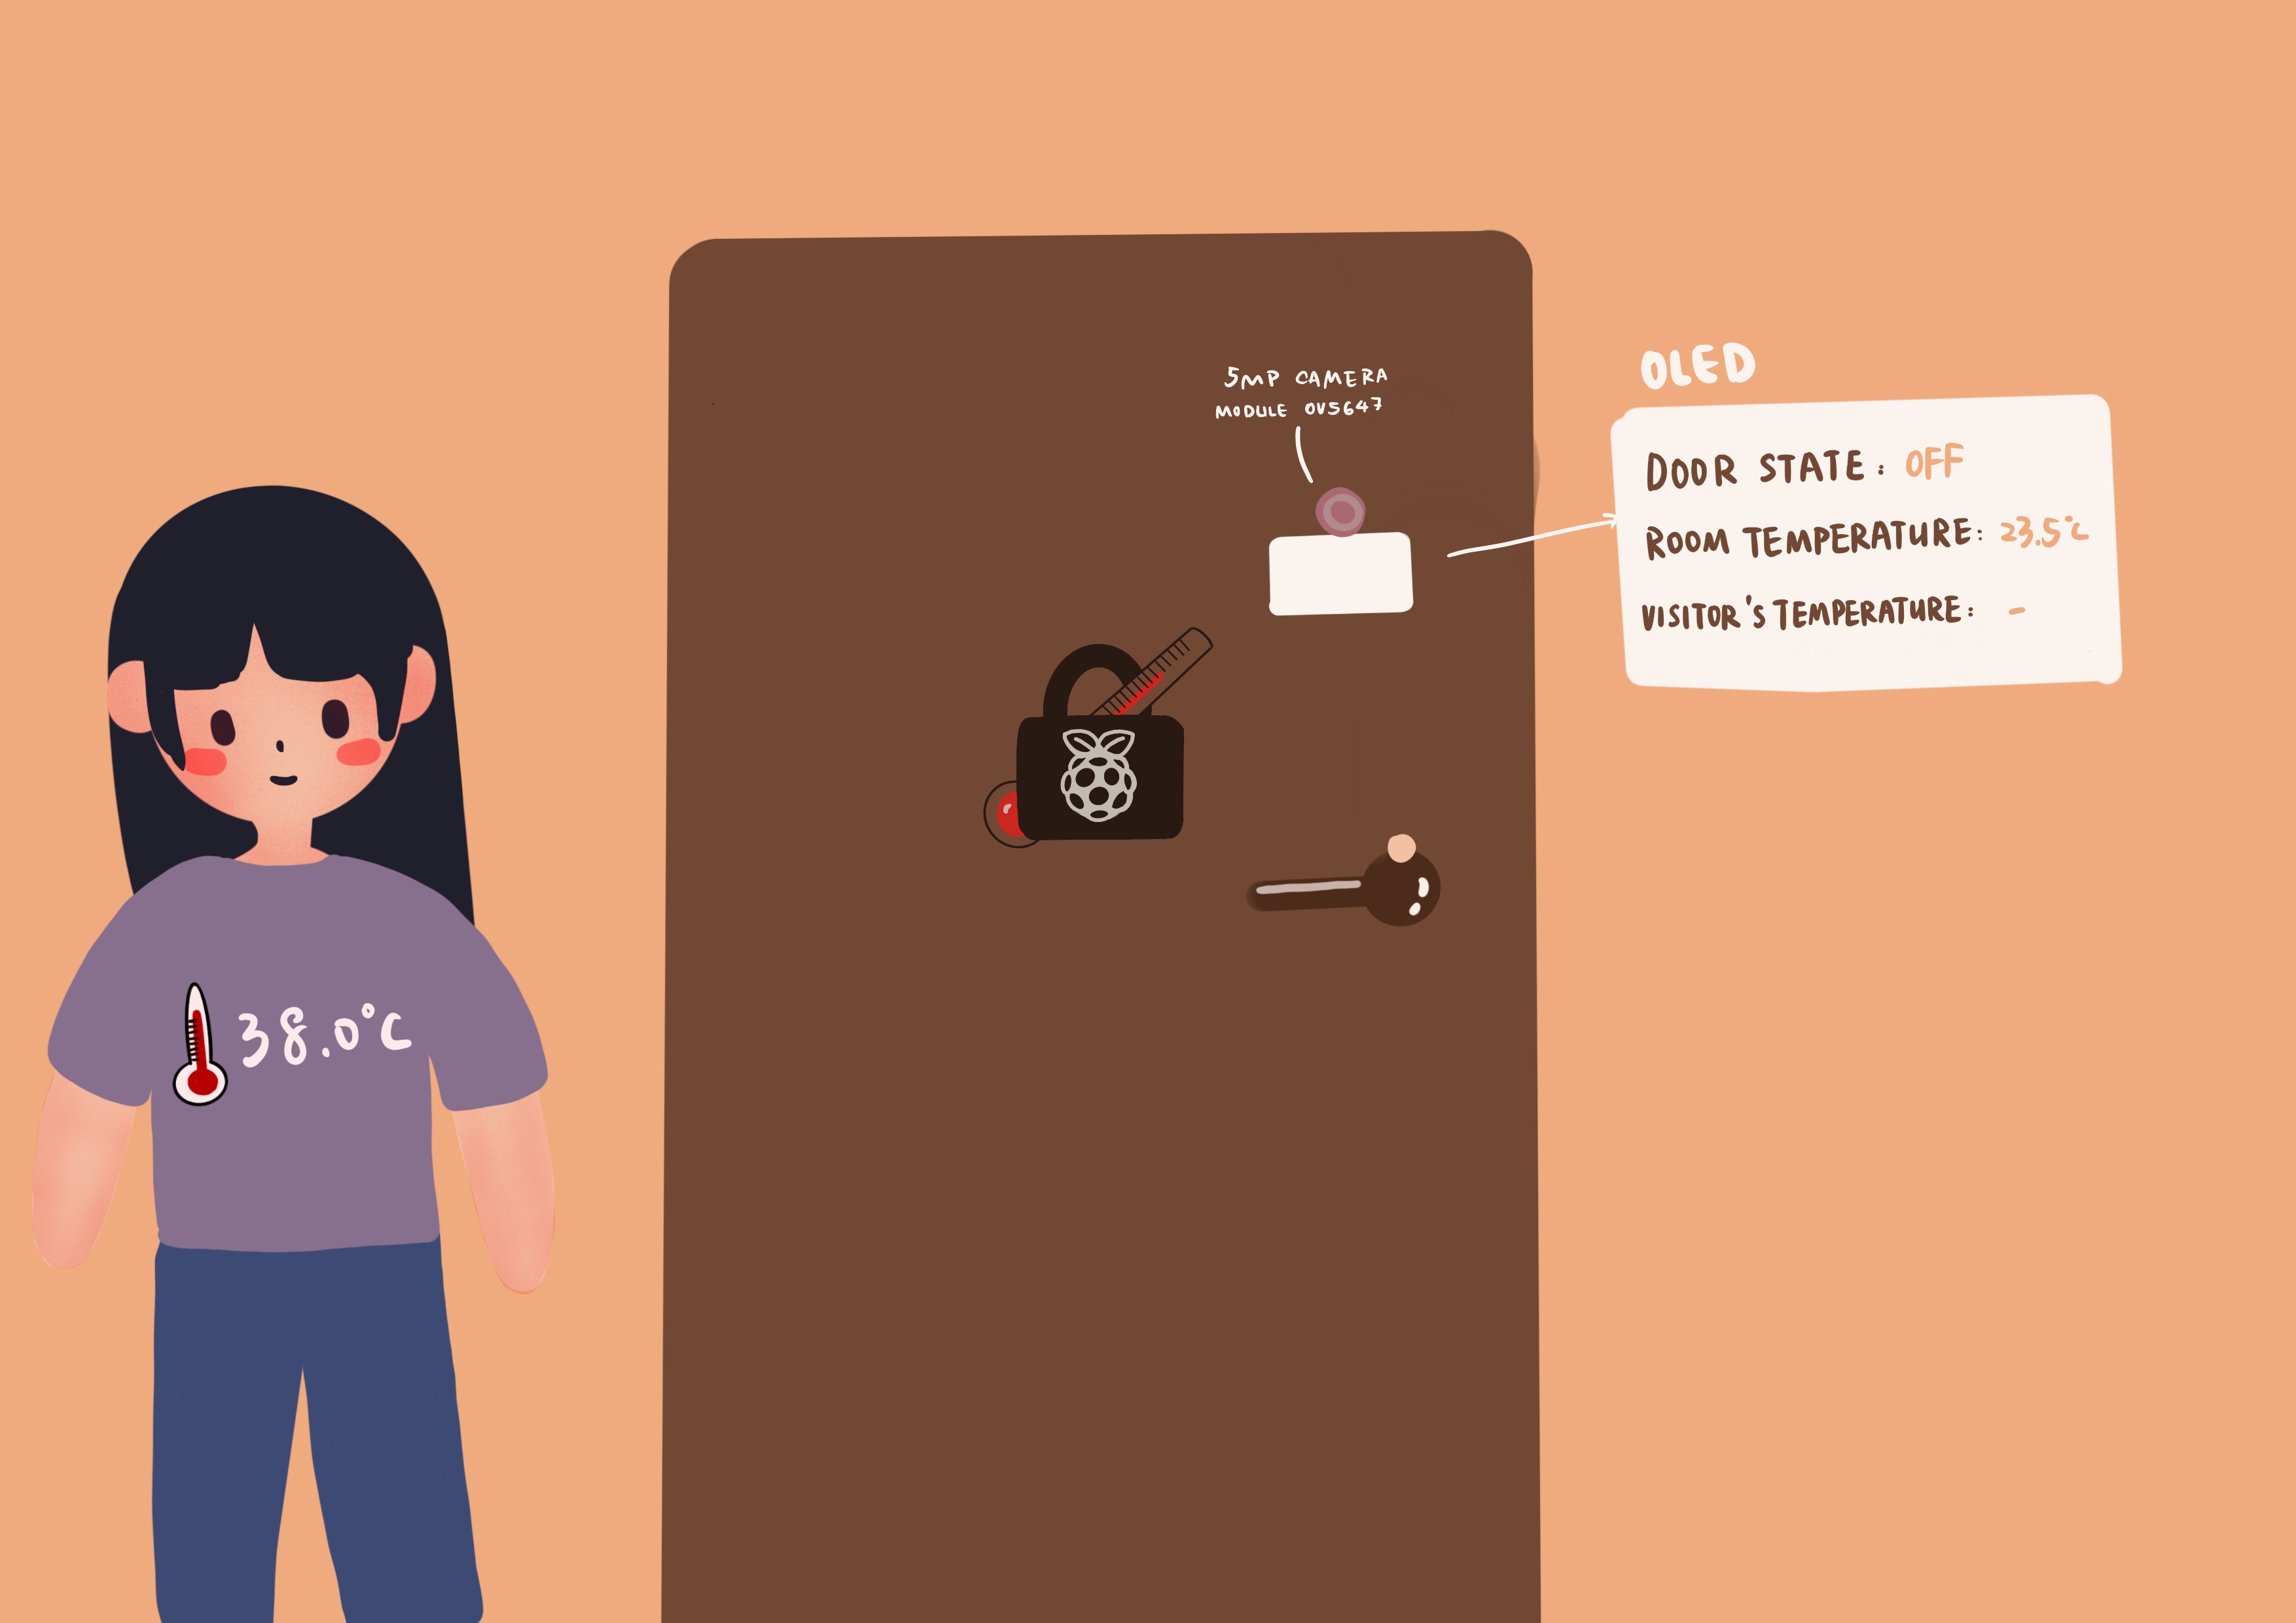 5MP CAMERA
MODULE OV5647
OLED
DOOR STATE: OFF
ROOM TEMPERATURE: 23.5°C
VISITOR'S TEMPERATURE: -
38.0°C